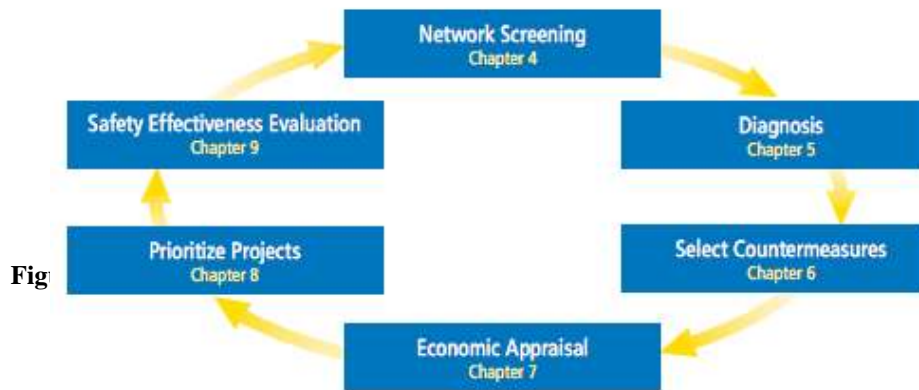 Network Screening
Chapter 4
Safety Effectiveness Evaluation
Chapter 9
Diagnosis
Chapter 5
Prioritize Projects
Chapter 8
Select Countermeasures
Chapter 6
Economic Appraisal
Chapter 7